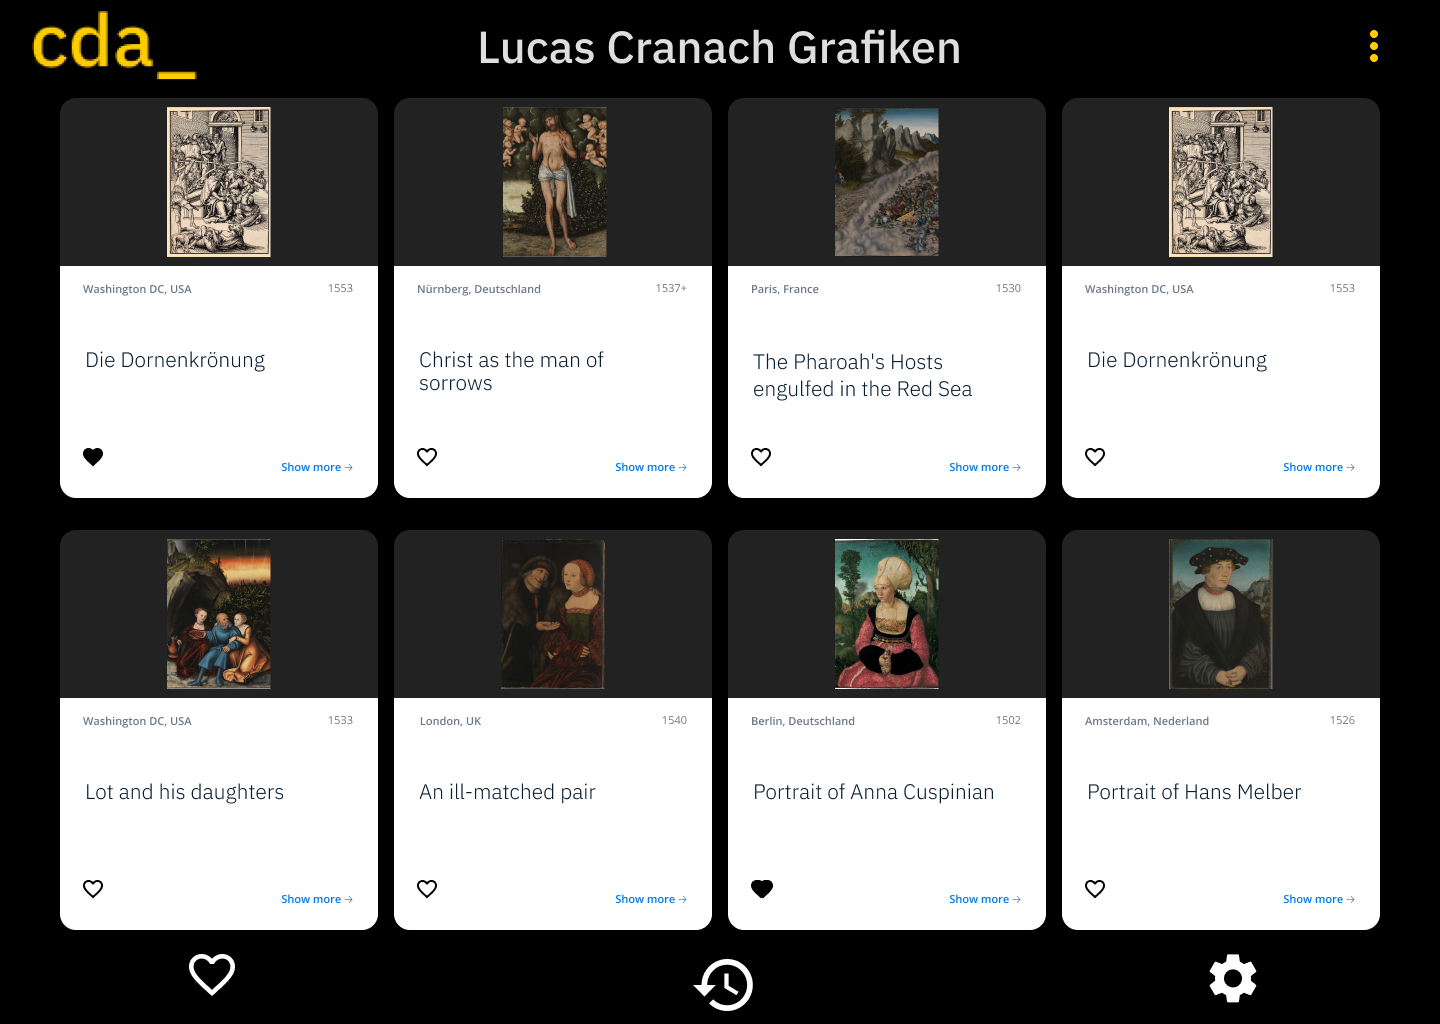 cda_
Lucas Cranach Grafiken
Washington DC, USA 1553
Die Dornenkrönung
Show more →
Nürnberg, Deutschland 1537+
Christ as the man of
sorrows
Show more →
Paris, France 1530
The Pharoah's Hosts
engulfed in the Red Sea
Show more →
Washington DC, USA 1553
Die Dornenkrönung
Show more →
Washington DC, USA 1533
Lot and his daughters
Show more →
London, UK 1540
An ill-matched pair
Show more →
Berlin, Deutschland 1502
Portrait of Anna Cuspinian
Show more →
Amsterdam, Nederland 1526
Portrait of Hans Melber
Show more →